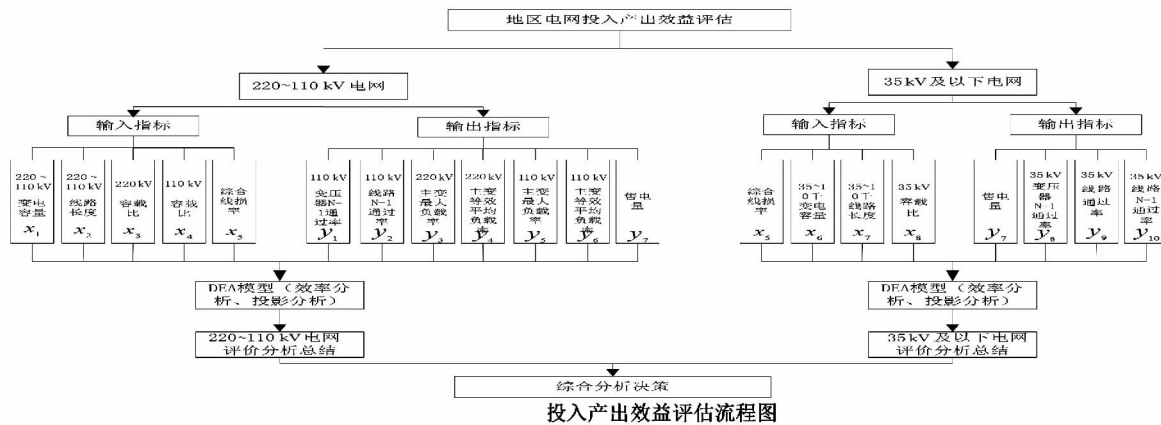 地区电网投入产出效益评估
220~110 kV 电网
35 kV 及以下电网
输入指标
输出指标
输入指标
输出指标
220~
110 kV
变电
容量
x1
220~
110 kV
线路
长度
x2
220 kV
容载
比
x3
110 kV
容载
比
x4
综合
线损
率
x5
110 kV
变压
器N-
1通
过率
y1
110 kV
线路
N-1
通过
率
y2
220 kV
主变
最大
负载
率
y3
220 kV
主变
等效
平均
负载
率
y4
110 kV
主变
最大
负载
率
y5
110 kV
主变
等效
平均
负载
率
y6
售电
量
y7
综合
线损
率
x5
35~1
0千
变电
容量
x6
35~1
0千
线路
长度
x7
35 kV
容载
比
x8
售电
量
y7
35 kV
变压
器
N-1
通过
率
y8
35 kV
线路
通过
率
y9
35 kV
线路
N-1
通过
率
y10
DEA模型（效率分
析、投影分析）
DEA模型（效率分
析、投影分析）
220~110 kV 电网
评价分析总结
35 kV 及以下电网
评价分析总结
综合分析决策
投入产出效益评估流程图